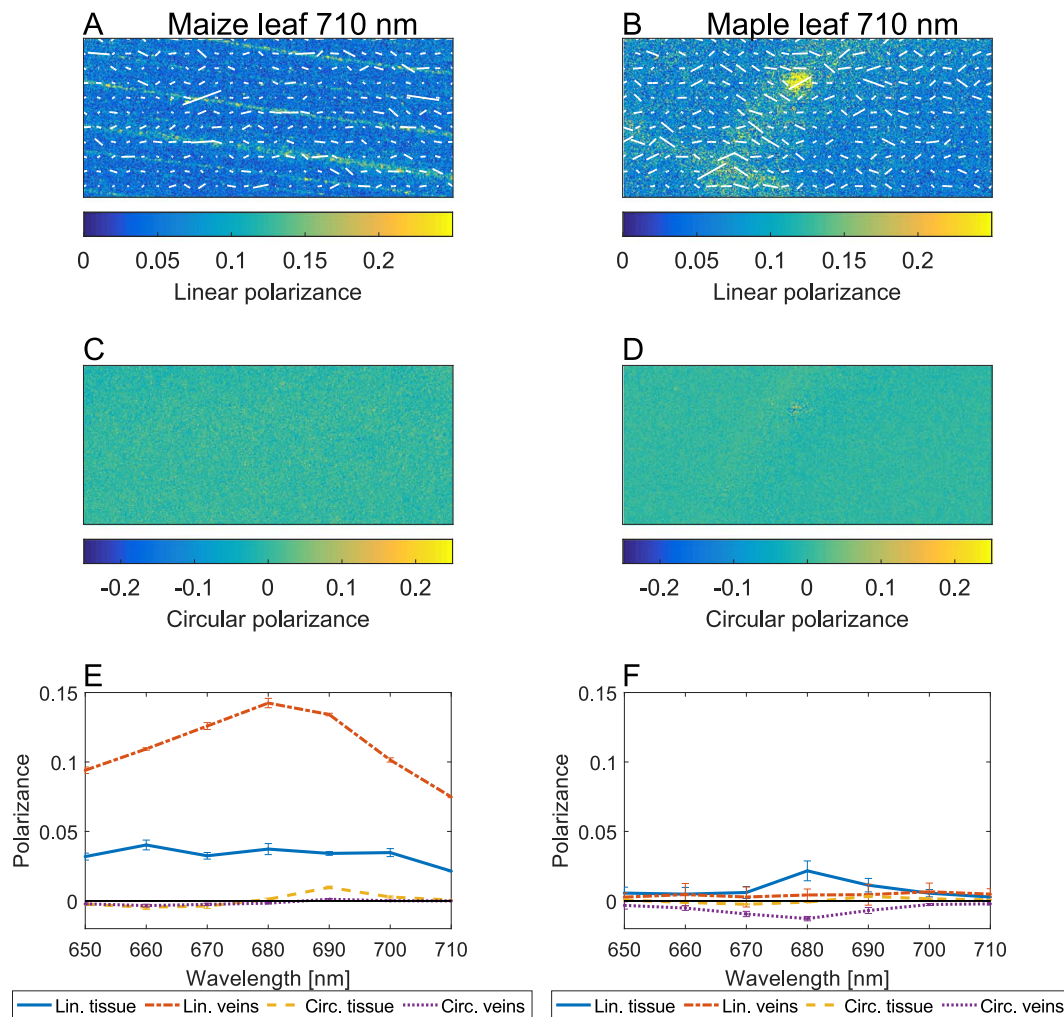 A Maize leaf 710 nm
B Maple leaf 710 nm
0 0.05 0.1 0.15 0.2
Linear polarizance
0 0.05 0.1 0.15 0.2
Linear polarizance
C
D
-0.2 -0.1 0 0.1 0.2
Circular polarizance
-0.2 -0.1 0 0.1 0.2
Circular polarizance
E
0.15
0.1
0.05
0
Polarizance
650 660 670 680 690 700 710
Wavelength [nm]
Lin. tissue Lin. veins Circ. tissue Circ. veins
F
0.15
0.1
0.05
0
Polarizance
650 660 670 680 690 700 710
Wavelength [nm]
Lin. tissue Lin. veins Circ. tissue Circ. veins